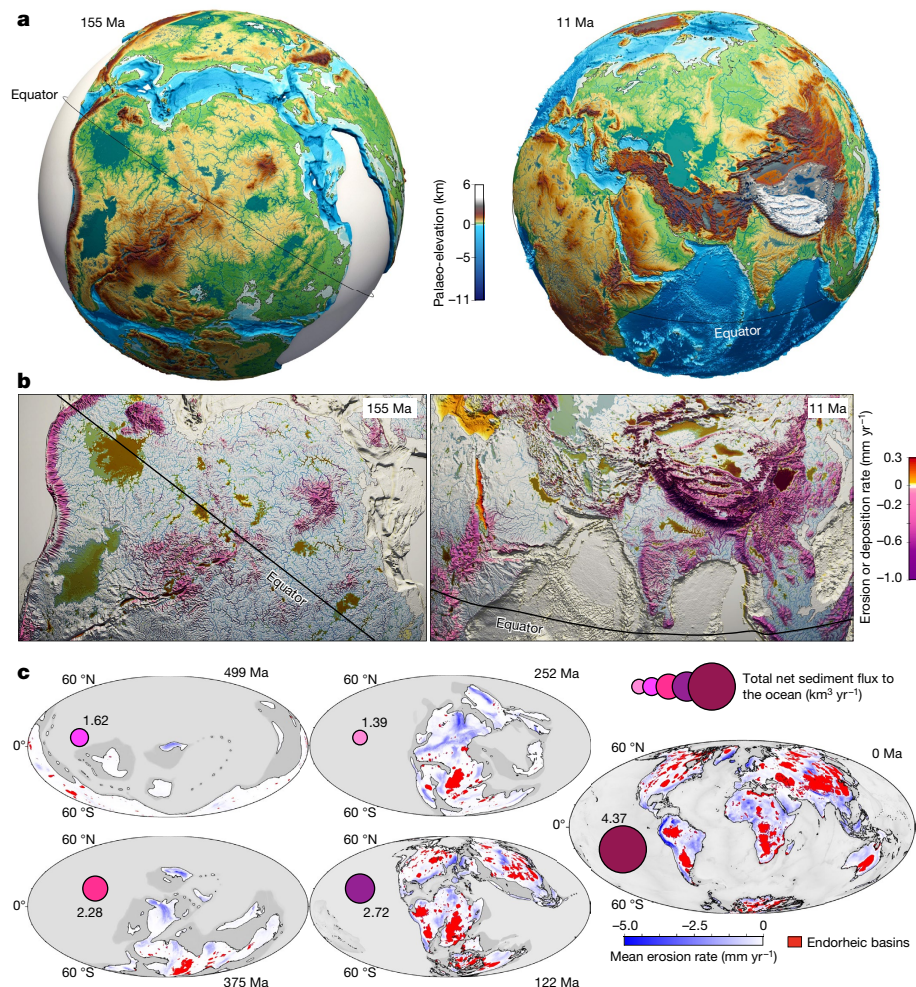 a
155 Ma
11 Ma
Equator
Palaeo-elevation (km)
6
0
−5
−11
Equator
b
155 Ma
11 Ma
Equator
Equator
Erosion or deposition rate (mm yr−1)
0.3
0
−0.6
−1.0
c
60 °N
499 Ma
1.62
0°
60 °S
60 °N
252 Ma
1.39
60 °S
Total net sediment flux to
the ocean (km3 yr−1)
60 °N
0 Ma
4.37
0°
60 °S
60 °N
2.28
0°
60 °S
375 Ma
60 °N
2.72
60 °S
122 Ma
−5.0
−2.5
0
Mean erosion rate (mm yr−1)
Endorheic basins